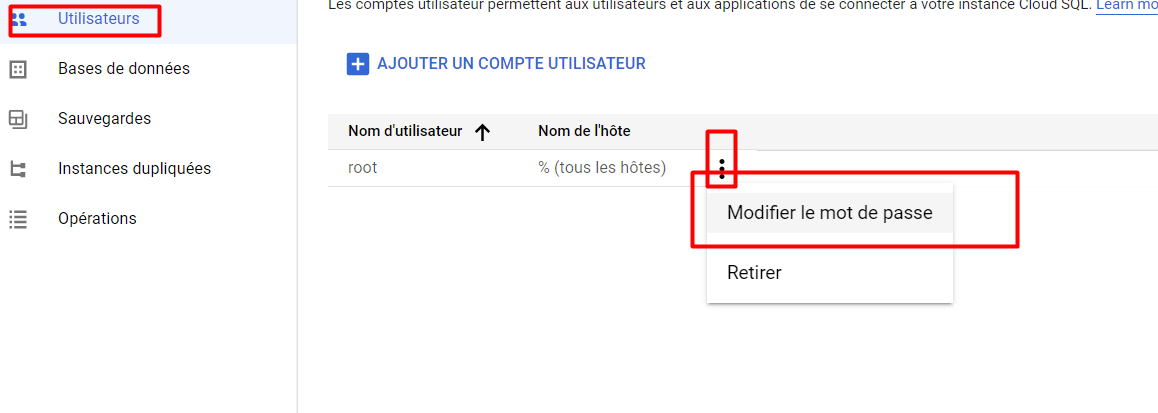 Les comptes utilisateur permettent aux utilisateurs et aux applications de se connecter à votre instance Cloud SQL. Learn mo
Utilisateurs
Bases de données
Sauvegardes
Instances dupliquées
Opérations
AJOUTER UN COMPTE UTILISATEUR
Nom d'utilisateur Nom de l'hôte
root % (tous les hôtes)
Modifier le mot de passe
Retirer